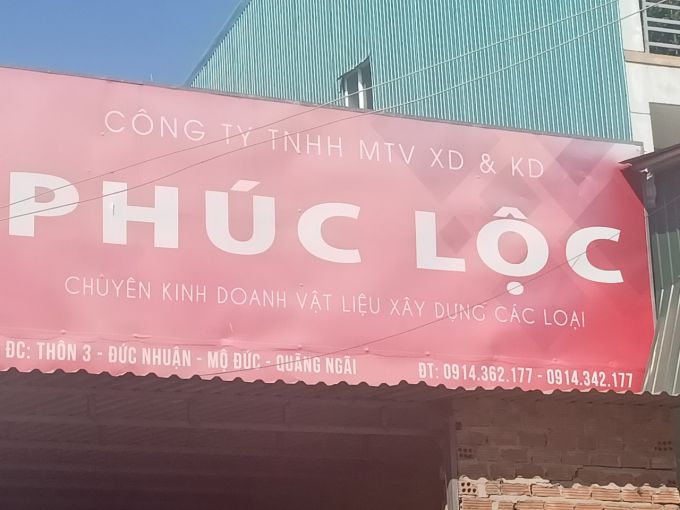 CÔNG TY TNHH MTV XD & KD
PHÚC LỘC
CHUYÊN KINH DOANH VẬT LIỆU XÂY DỰNG CÁC LOẠI
ĐC: THÔN 3 - ĐỨC NHUẬN - MỘ ĐỨC - QUÃNG NGÃI ĐT: 0914.362.177 - 0914.342.177